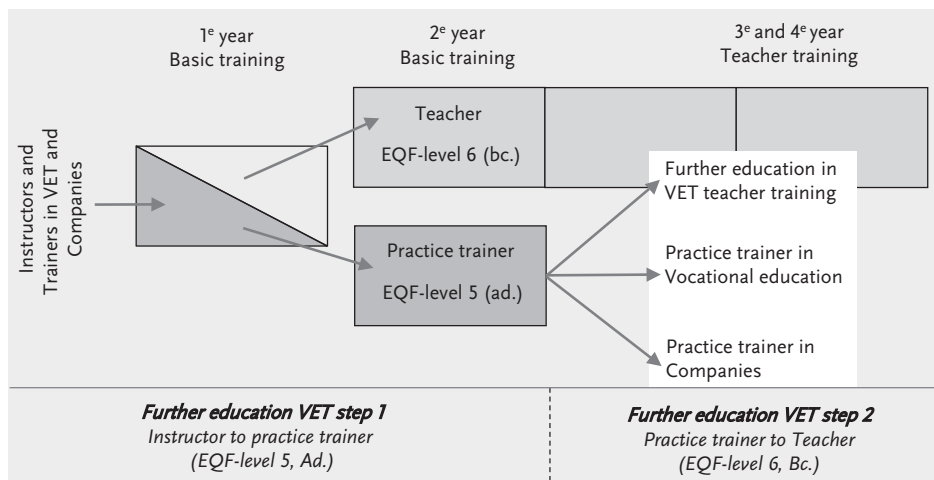 1e year
Basic training
2e year
Basic training
3e and 4e year
Teacher training
Instructors and
Trainers in VET and
Companies
Teacher
EQF-level 6 (bc.)
Practice trainer
EQF-level 5 (ad.)
Further education in
VET teacher training
Practice trainer in
Vocational education
Practice trainer in
Companies
Further education VET step 1
Instructor to practice trainer
(EQF-level 5, Ad.)
Further education VET step 2
Practice trainer to Teacher
(EQF-level 6, Bc.)